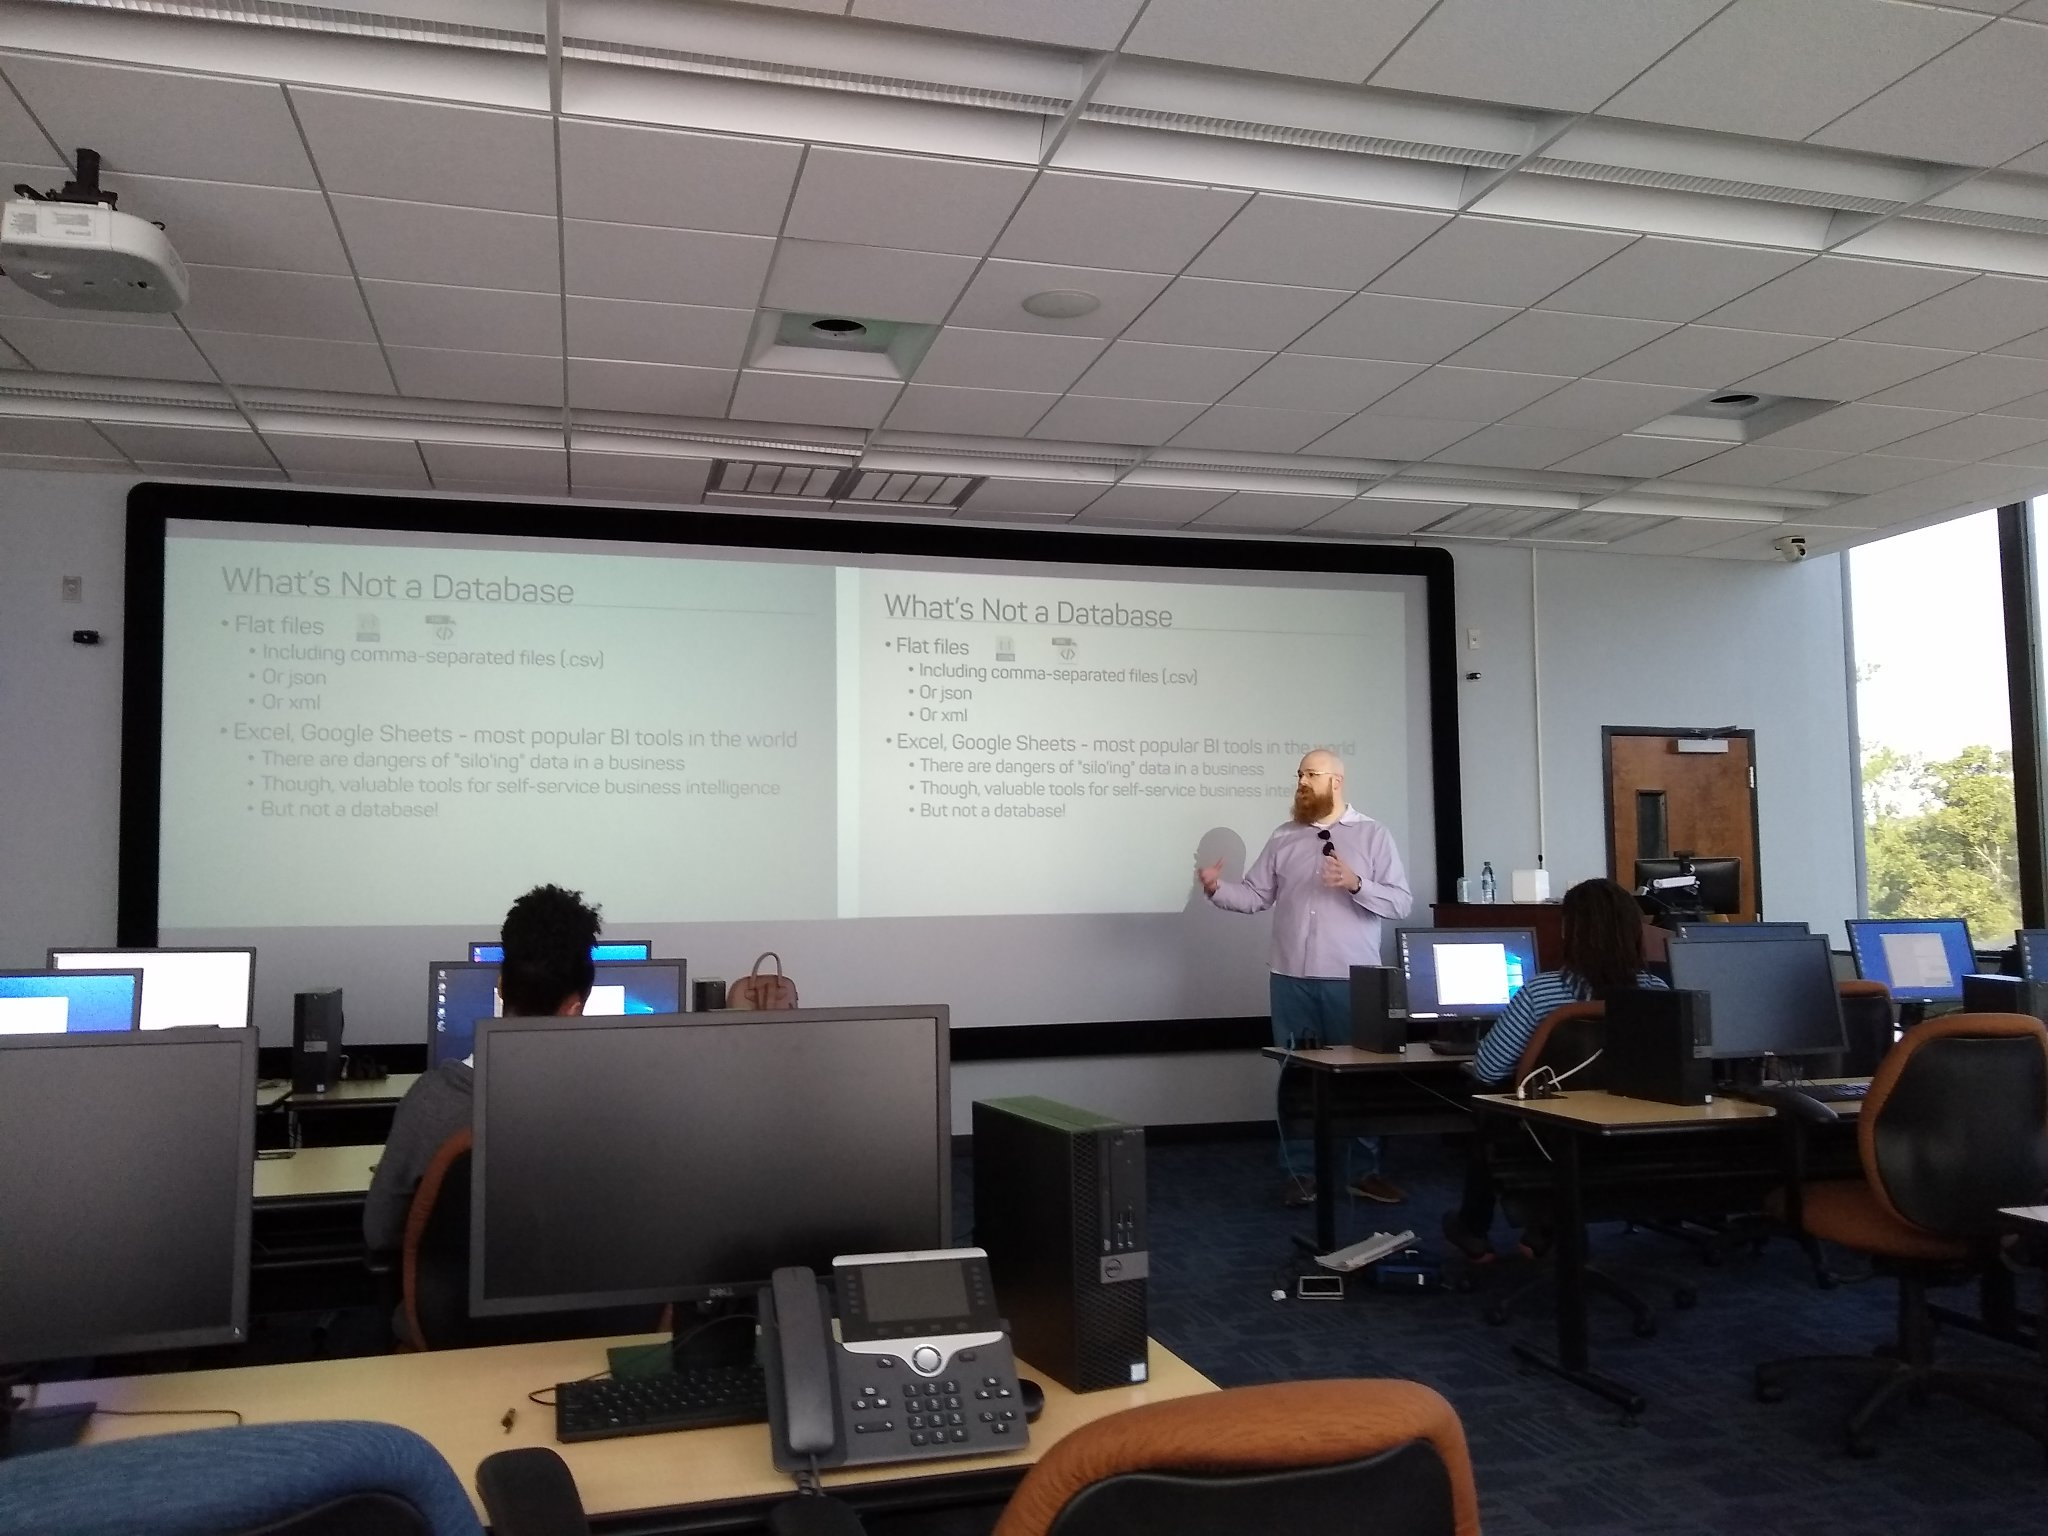 What's Not a Database
• Flat files
• Including comma-separated files (.csv)
• Or json
• Or xml
• Excel, Google Sheets - most popular BI tools in the world
• There are dangers of "silo'ing" data in a business
• Though, valuable tools for self-service business intelligence
• But not a database!
What's Not a Database
• Flat files
• Including comma-separated files (.csv)
• Or json
• Or xml
• Excel, Google Sheets - most popular BI tools in the world
• There are dangers of "silo'ing" data in a business
• Though, valuable tools for self-service business inte
• But not a database!
DELL
DELL